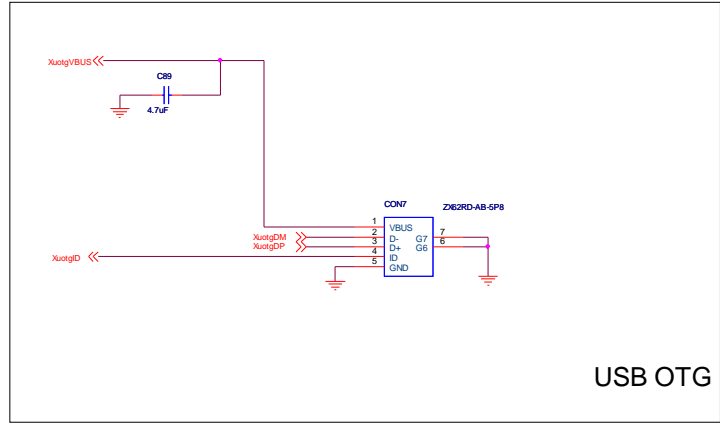 XuotgVBUS
C89
4.7uF
CON7 ZX62RD-AB-5P8
1 VBUS
XuotgDM 2 D- G7 7
XuotgDP 3 D+ G6 6
XuotgID 4 ID
5 GND
USB OTG